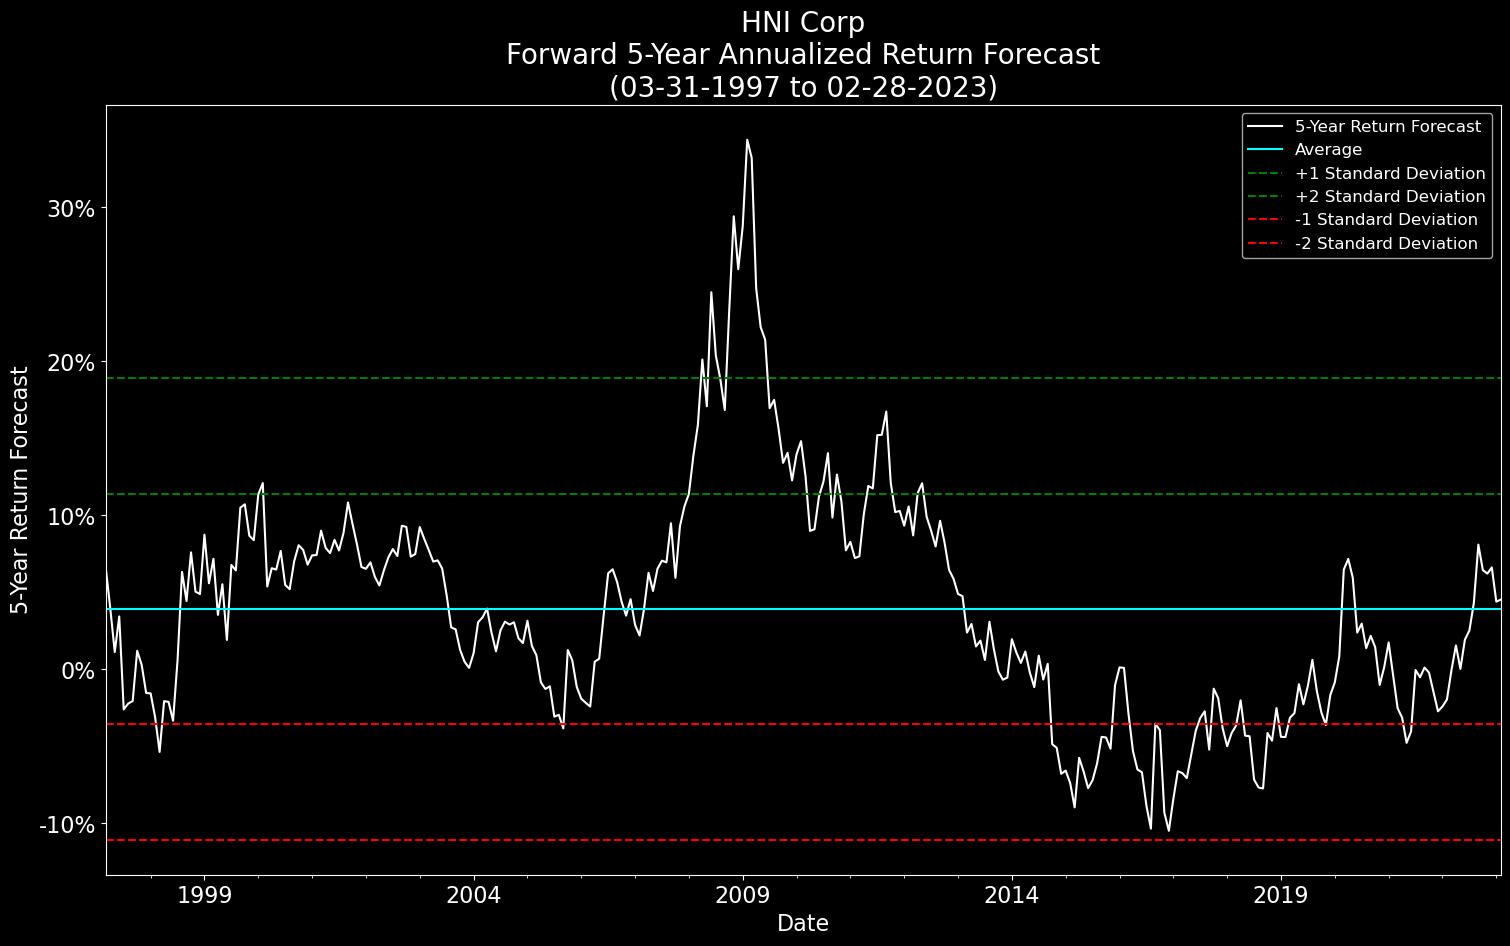 HNI Corp
Forward 5-Year Annualized Return Forecast
(03-31-1997 to 02-28-2023)
5-Year Return Forecast
Average
+1 Standard Deviation
+2 Standard Deviation
-1 Standard Deviation
-2 Standard Deviation
5-Year Return Forecast
30%
20%
10%
0%
-10%
1999
2004
2009
2014
2019
Date